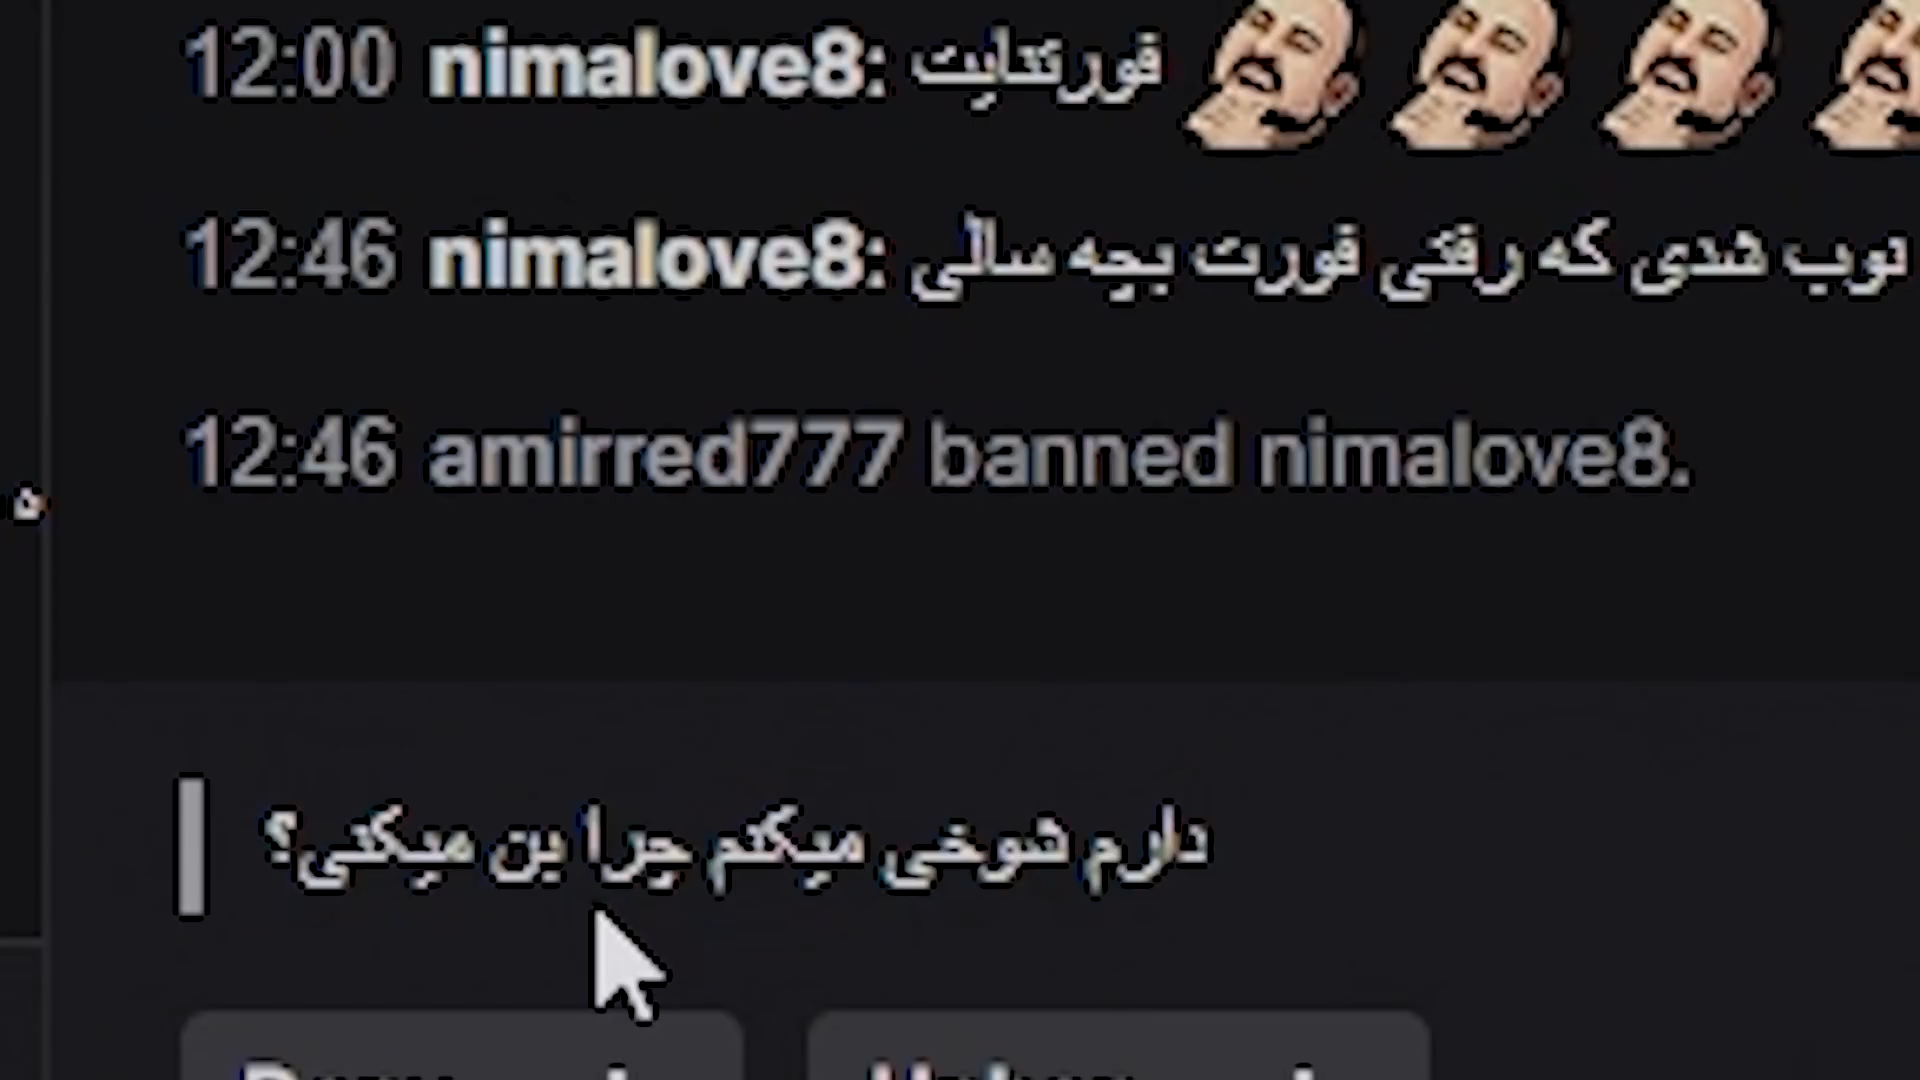 12:00 nimalove8: فورتنایت
12:46 nimalove8: نوب شدی که رفتی فورت بچه سالی
12:46 amirred777 banned nimalove8.
دارم شوخی میکنم چرا بن میکنی؟